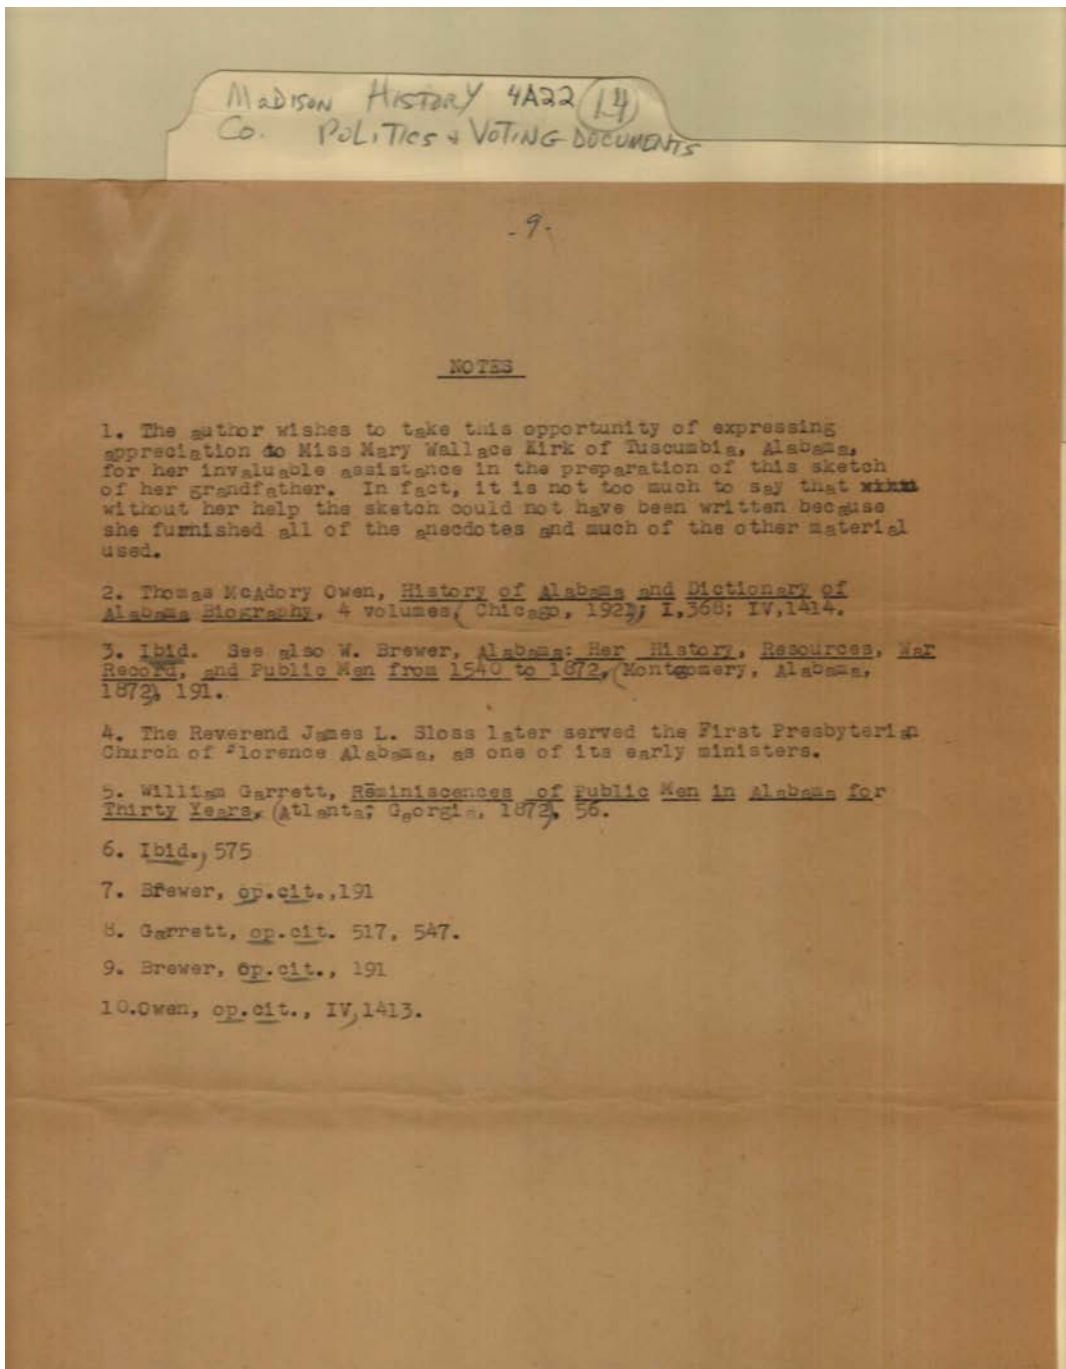 MADISON HISTORY 4A22 14
Co. POLITICS + VOTING DOCUMENTS
- 9 -
NOTES
1. The author wishes to take this opportunity of expressing
appreciation to Miss Mary Wallace Kirk of Tuscumbia, Alabama,
for her invaluable assistance in the preparation of this sketch
of her grandfather. In fact, it is not too much to say that
without her help the sketch could not have been written because
she furnished all of the anecdotes and much of the other material
used.
2. Thomas McAdory Owen, History of Alabama and Dictionary of
Alabama Biography, 4 volumes, (Chicago, 1921); I,368; IV,1414.
3. Ibid. See also W. Brewer, Alabama: Her History, Resources, War
Record, and Public Men from 1540 to 1872, (Montgomery, Alabama,
1872), 191.
4. The Reverend James L. Sloss later served the First Presbyterian
Church of Florence Alabama, as one of its early ministers.
5. William Garrett, Reminiscences of Public Men in Alabama for
Thirty Years, (Atlanta; Georgia, 1872), 56.
6. Ibid., 575
7. Brewer, op.cit.,191
8. Garrett, op.cit. 517, 547.
9. Brewer, op.cit., 191
10.Owen, op.cit., IV,1413.